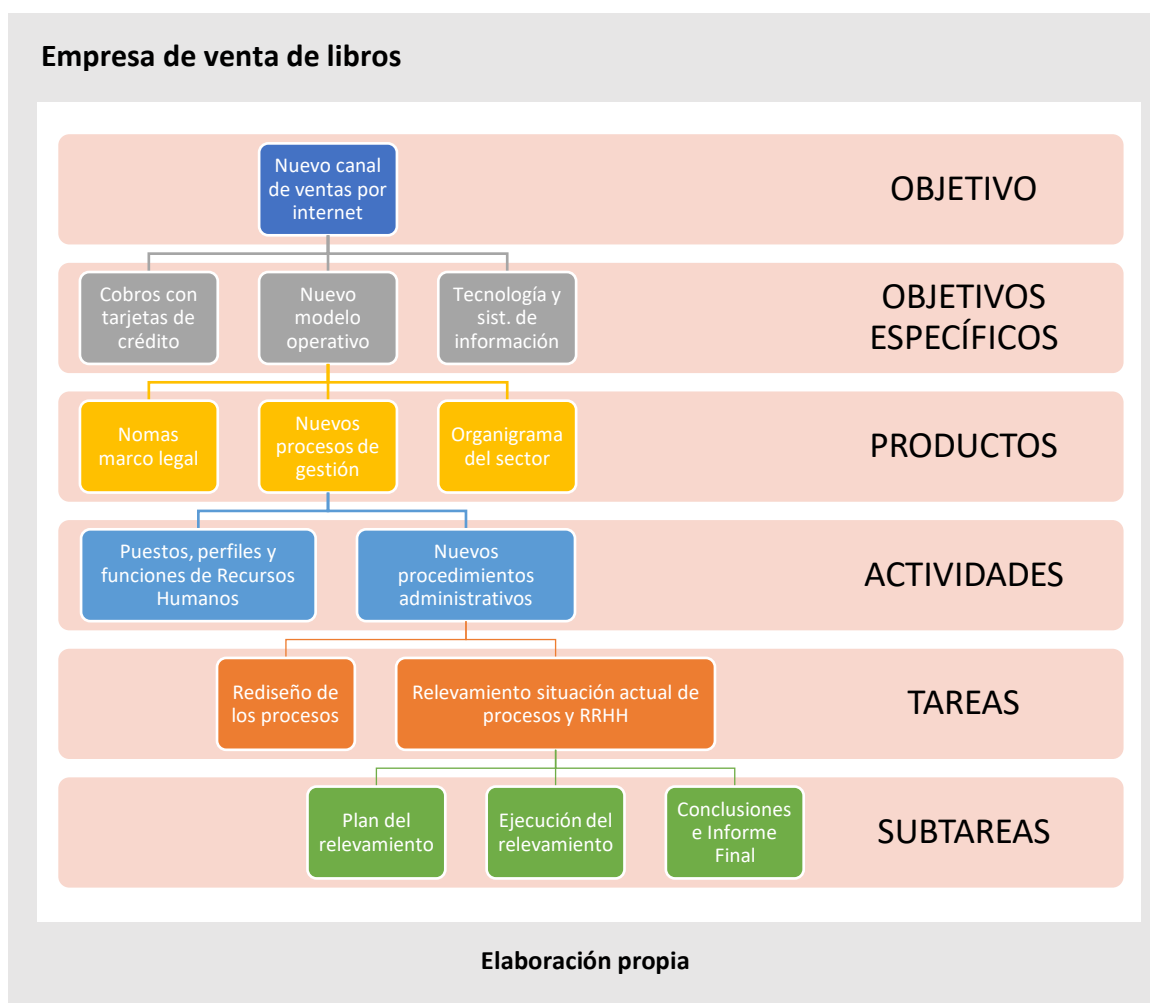 Empresa de venta de libros
Nuevo canal
de ventas por
internet
OBJETIVO
Cobros con
tarjetas de
crédito
Nuevo
modelo
operativo
Tecnología y
sist. de
información
OBJETIVOS
ESPECÍFICOS
Nomas
marco legal
Nuevos
procesos de
gestión
Organigrama
del sector
PRODUCTOS
Puestos, perfiles y
funciones de Recursos
Humanos
Nuevos
procedimientos
administrativos
ACTIVIDADES
Rediseño de
los procesos
Relevamiento situación actual de
procesos y RRHH
TAREAS
Plan del
relevamiento
Ejecución del
relevamiento
Conclusiones
e Informe
Final
SUBTAREAS
Elaboración propia